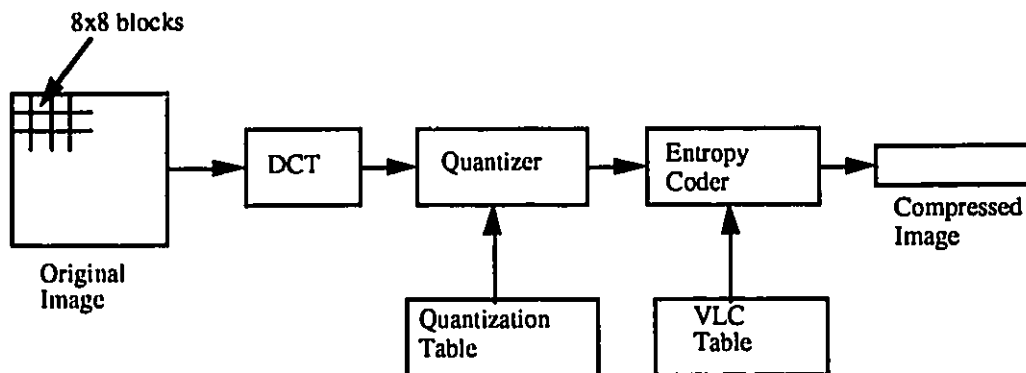 8x8 blocks
DCT
Quantizer
Entropy
Coder
Compressed
Image
Original
Image
Quantization
Table
VLC
Table